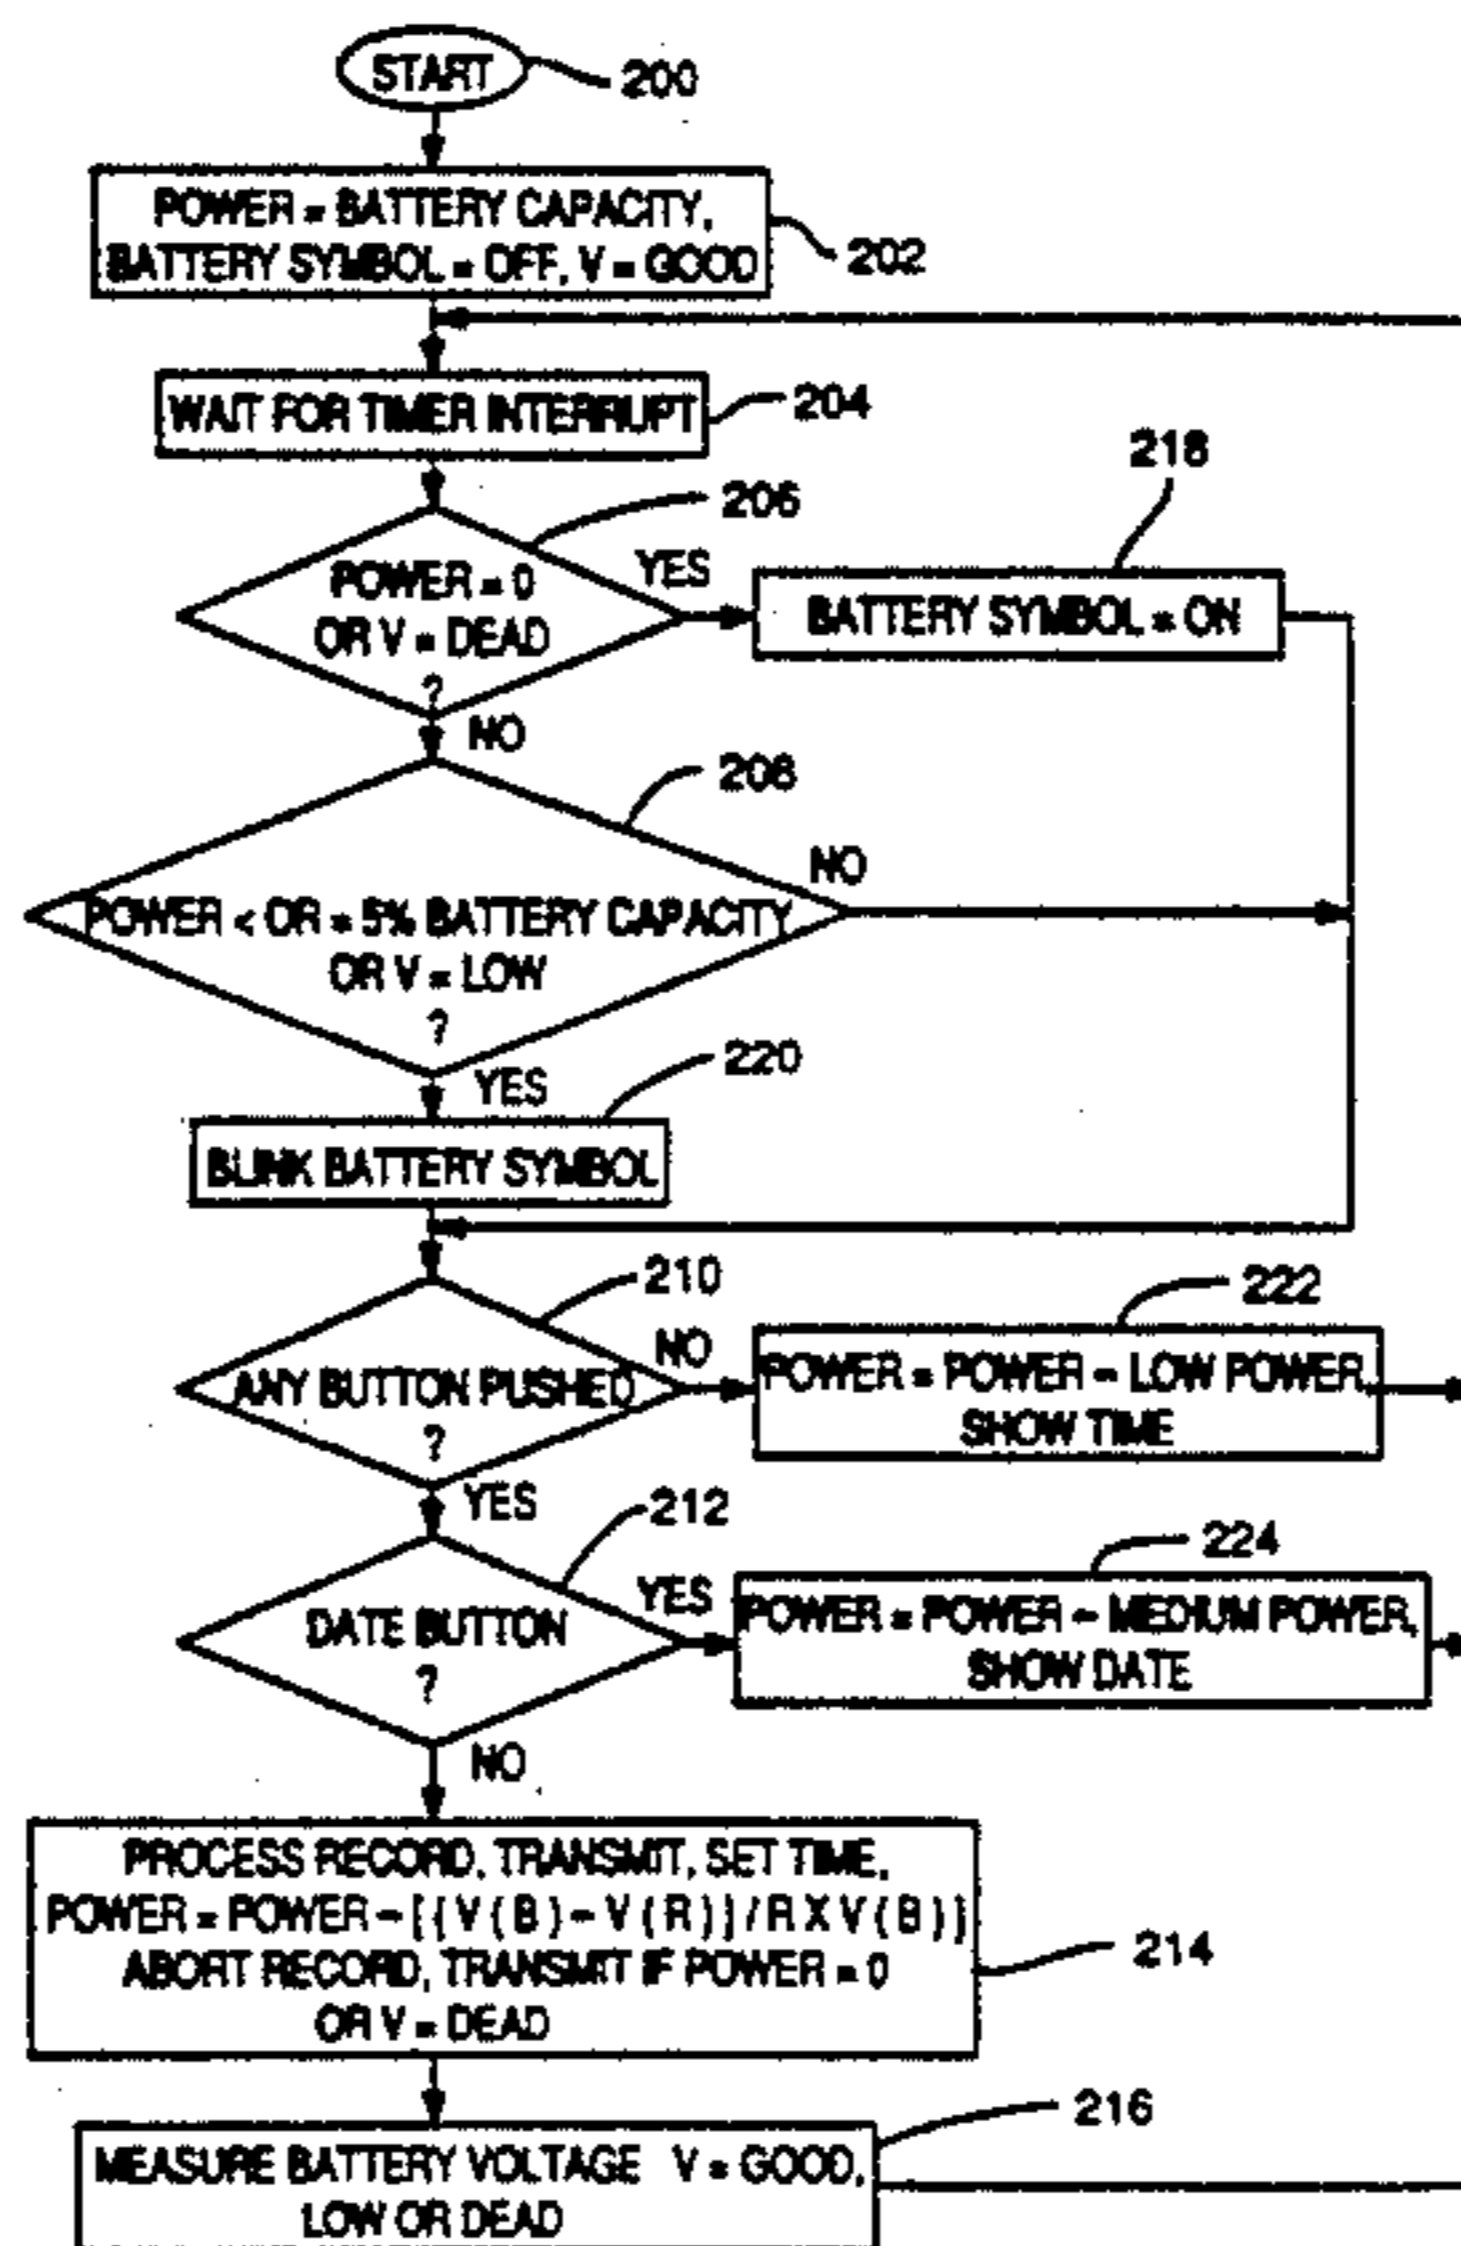 START
200
POWER = BATTERY CAPACITY,
BATTERY SYMBOL = OFF, V = GOOD
202
WAIT FOR TIMER INTERRUPT
204
206
218
POWER = 0
OR V = DEAD
?
YES
BATTERY SYMBOL = ON
NO
208
NO
POWER < OR = 5% BATTERY CAPACITY
OR V = LOW
?
YES
220
BLINK BATTERY SYMBOL
210
222
ANY BUTTON PUSHED
?
NO
POWER = POWER – LOW POWER,
SHOW TIME
YES
212
224
DATE BUTTON
?
YES
POWER = POWER – MEDIUM POWER,
SHOW DATE
NO
PROCESS RECORD, TRANSMIT, SET TIME,
POWER = POWER – [(V(B) – V(R)] / R X V(B)]
ABORT RECORD, TRANSMIT IF POWER = 0
OR V = DEAD
214
216
MEASURE BATTERY VOLTAGE V = GOOD,
LOW OR DEAD